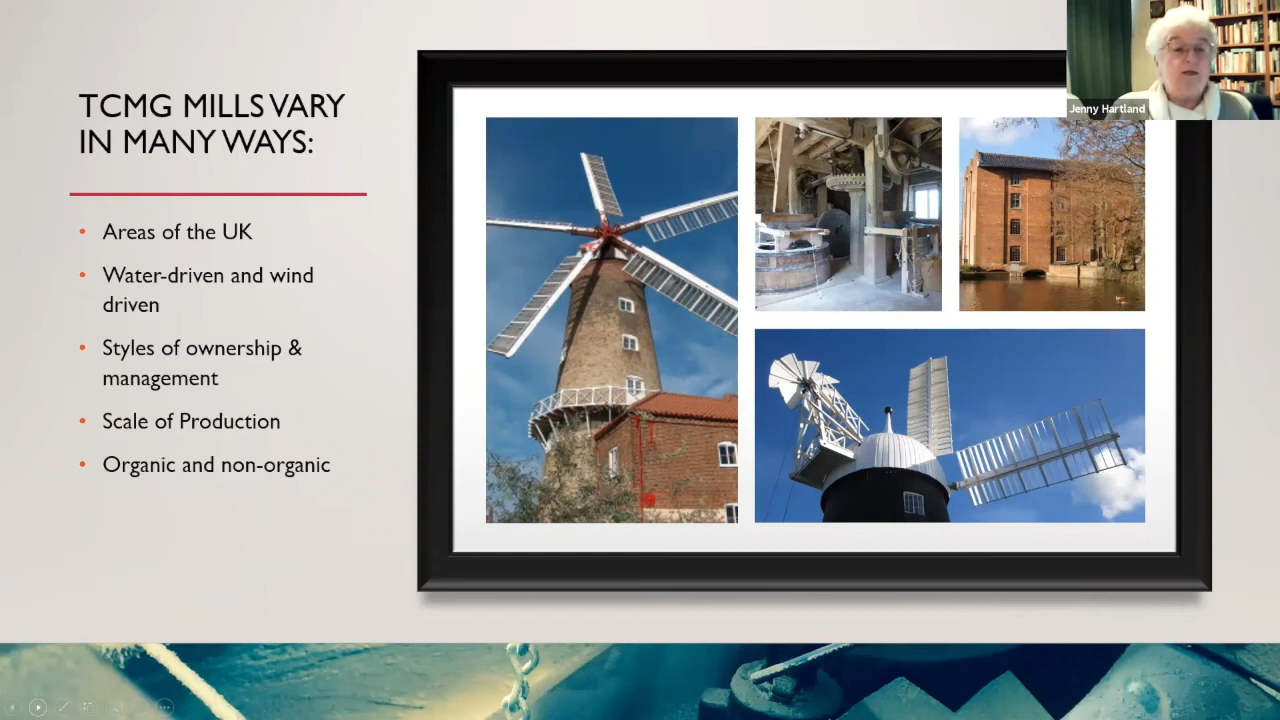 TCMG MILLS VARY
IN MANY WAYS:
• Areas of the UK
• Water-driven and wind
driven
• Styles of ownership &
management
• Scale of Production
• Organic and non-organic
Jenny Hartland